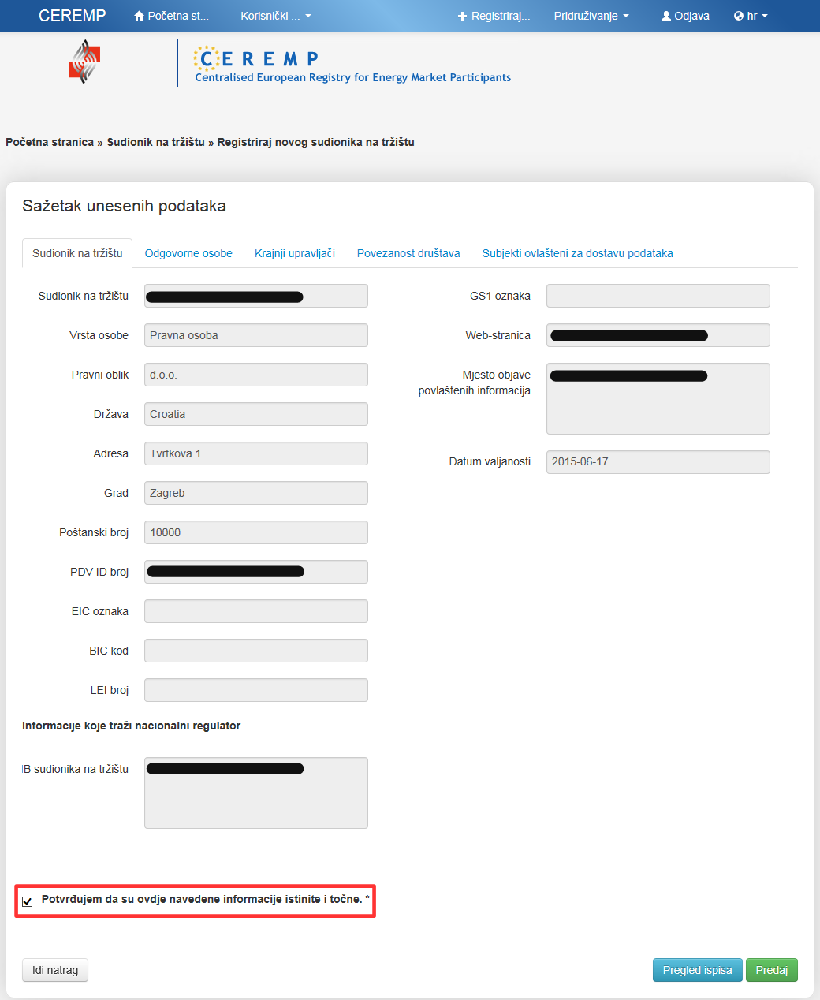 CEREMP Početna st... Korisnički ... Registriraj... Pridruživanje Odjava hr
CEREMP
Centralised European Registry for Energy Market Participants
Početna stranica » Sudionik na tržištu » Registriraj novog sudionika na tržištu
Sažetak unesenih podataka
Sudionik na tržištu Odgovorne osobe Krajnji upravljači Povezanost društava Subjekti ovlašteni za dostavu podataka
Sudionik na tržištu
Vrsta osobe Pravna osoba
Pravni oblik d.o.o.
Država Croatia
Adresa Tvrtkova 1
Grad Zagreb
Poštanski broj 10000
PDV ID broj
EIC oznaka
BIC kod
LEI broj
GS1 oznaka
Web-stranica
Mjesto objave
povlaštenih informacija
Datum valjanosti 2015-06-17
Informacije koje traži nacionalni regulator
IB sudionika na tržištu
Potvrđujem da su ovdje navedene informacije istinite i točne. *
Idi natrag Pregled ispisa Predaj